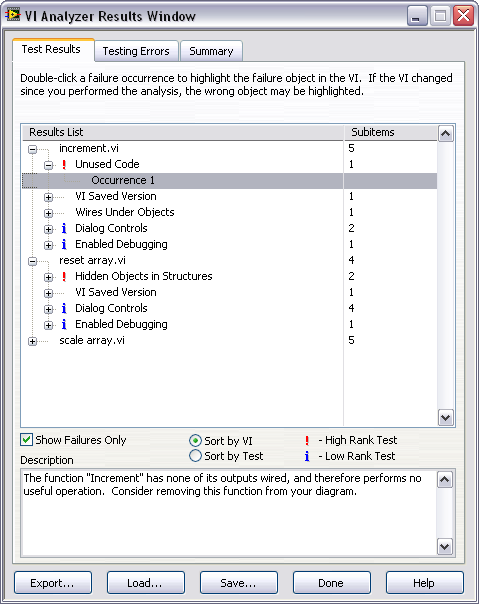 VI Analyzer Results Window
Test Results Testing Errors Summary
Double-click a failure occurrence to highlight the failure object in the VI. If the VI changed
since you performed the analysis, the wrong object may be highlighted.
Results List Subitems
increment.vi 5
! Unused Code 1
Occurrence 1
VI Saved Version 1
Wires Under Objects 1
i Dialog Controls 2
i Enabled Debugging 1
reset array.vi 4
! Hidden Objects in Structures 2
VI Saved Version 1
i Dialog Controls 4
i Enabled Debugging 1
scale array.vi 5
Show Failures Only Sort by VI ! - High Rank Test
Sort by Test i - Low Rank Test
Description
The function "Increment" has none of its outputs wired, and therefore performs no
useful operation. Consider removing this function from your diagram.
Export... Load... Save... Done Help